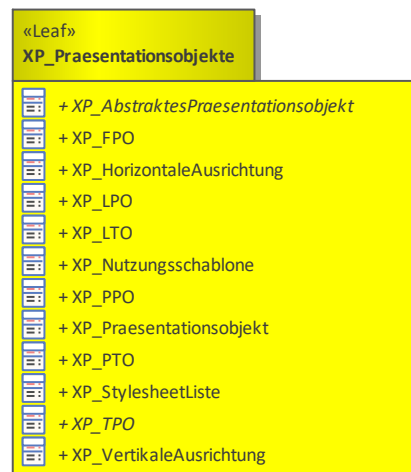 «Leaf»
XP_Praesentationsobjekte
+ XP_AbstraktesPraesentationsobjekt
+ XP_FPO
+ XP_HorizontaleAusrichtung
+ XP_LPO
+ XP_LTO
+ XP_Nutzungsschablone
+ XP_PPO
+ XP_Praesentationsobjekt
+ XP_PTO
+ XP_StylesheetListe
+ XP_TPO
+ XP_VertikaleAusrichtung